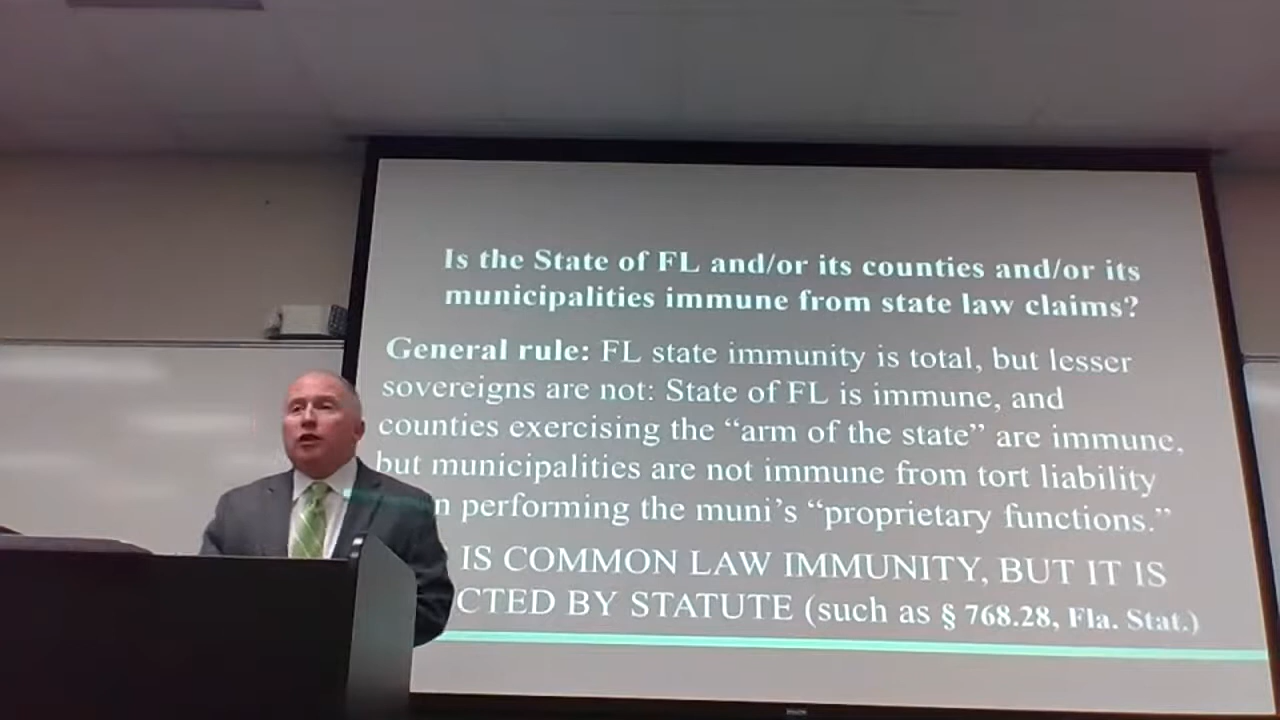 Is the State of FL and/or its counties and/or its
municipalities immune from state law claims?
General rule: FL state immunity is total, but lesser
sovereigns are not: State of FL is immune, and
counties exercising the “arm of the state” are immune,
but municipalities are not immune from tort liability
n performing the muni’s “proprietary functions.”
IS COMMON LAW IMMUNITY, BUT IT IS
CTED BY STATUTE (such as § 768.28, Fla. Stat.)